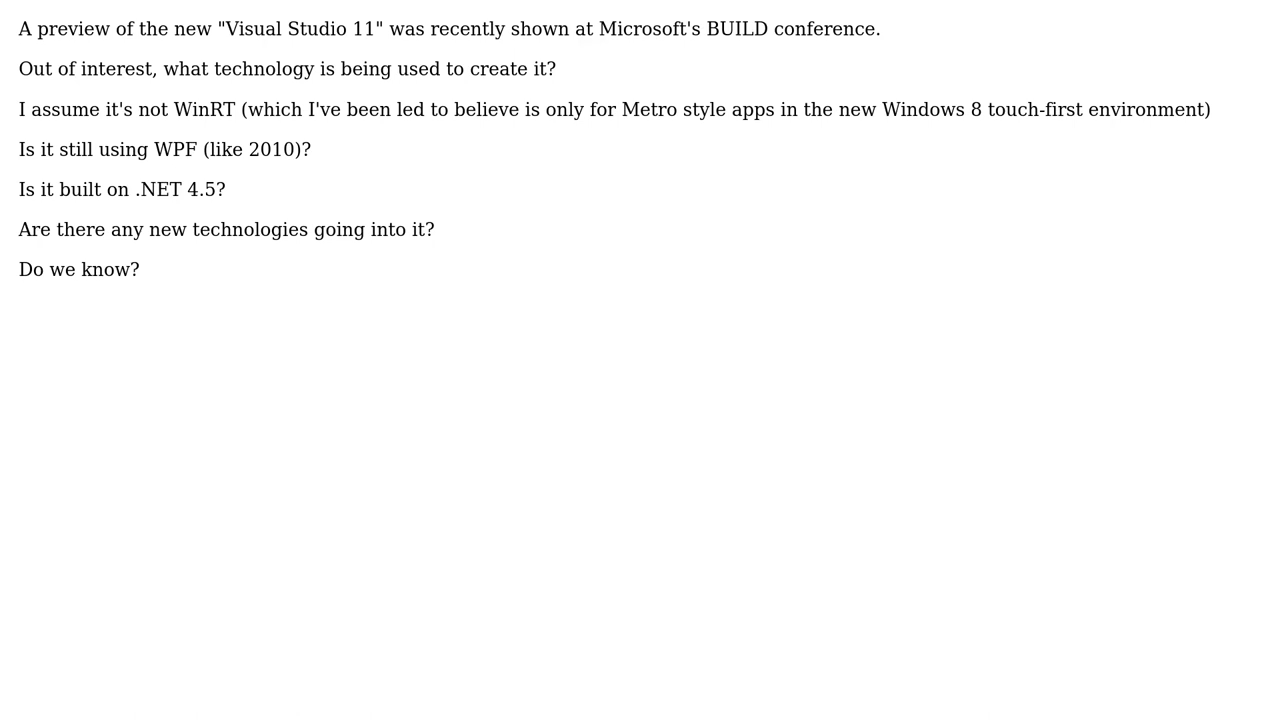 A preview of the new "Visual Studio 11" was recently shown at Microsoft's BUILD conference.
Out of interest, what technology is being used to create it?
I assume it's not WinRT (which I've been led to believe is only for Metro style apps in the new Windows 8 touch-first environment)
Is it still using WPF (like 2010)?
Is it built on .NET 4.5?
Are there any new technologies going into it?
Do we know?